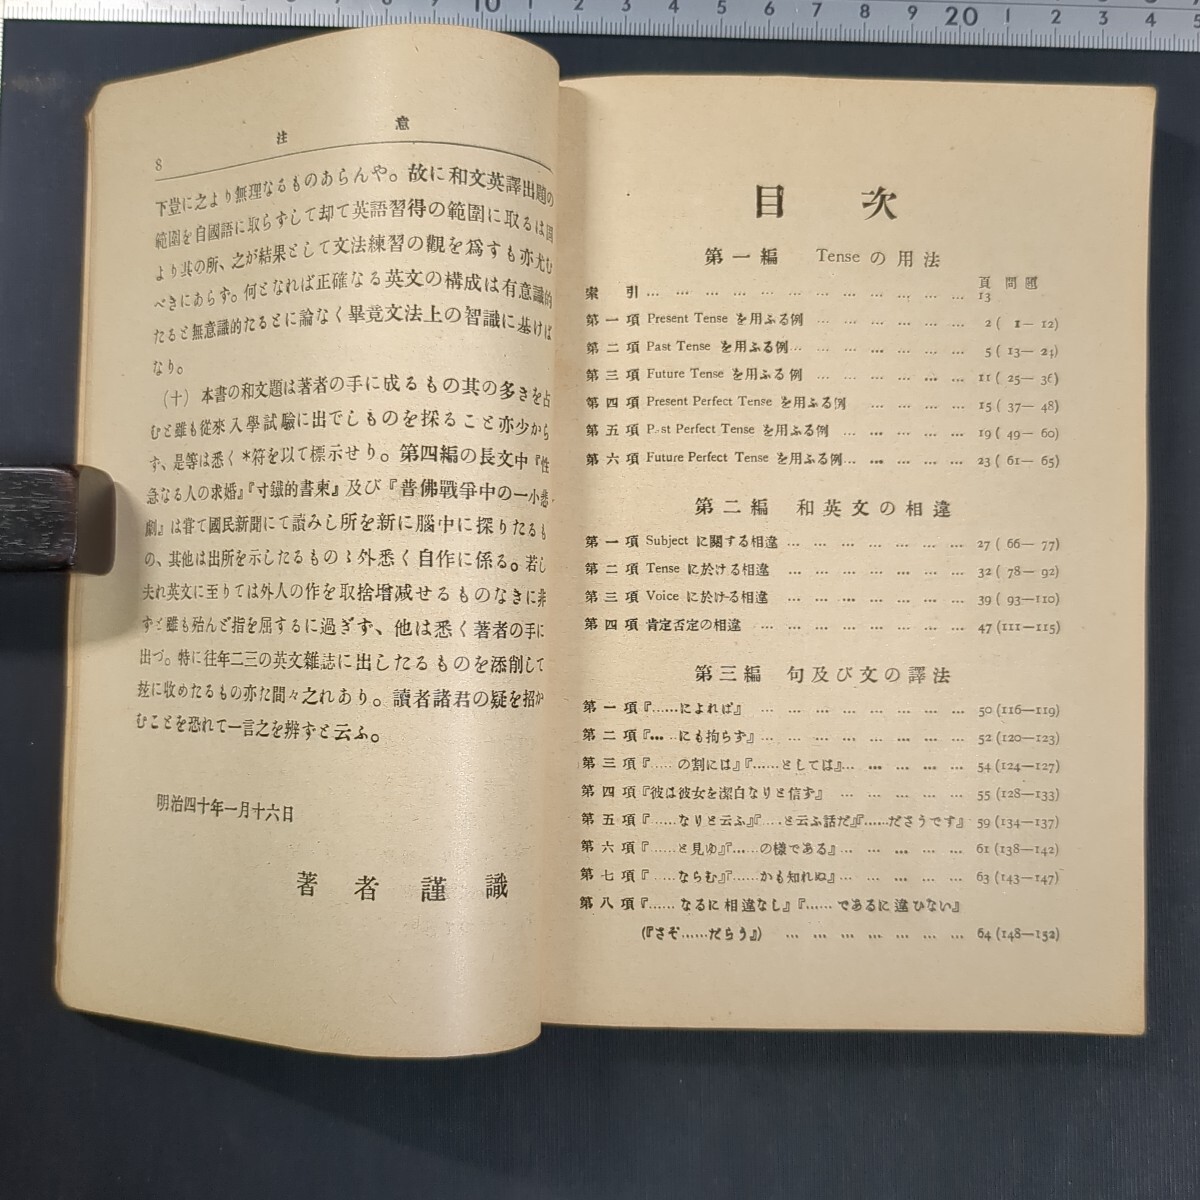 8 注意
下豈に之より無理なるものあらんや。故に和文英譯出題の
範圍を自國語に取らずして却て英語習得の範圍に取るは固
より其の所、之が結果として文法練習の觀を爲すも亦尤む
べきにあらず。何となれば正確なる英文の構成は有意識的
たると無意識的たるとに論なく畢竟文法上の智識に基けば
なり。
(十) 本書の和文題は著者の手に成るもの其の多きを占
むと雖も從來入學試驗に出でしものを採ること亦少から
ず、是等は悉く*符を以て標示せり。第四編の長文中『性
急なる人の求婚』『寸鐵的書柬』及び『普佛戰爭中の一小悲
劇』は甞て國民新聞にて讀みし所を新に腦中に探りたるも
の、其他は出所を示したるものゝ外悉く自作に係る。若し
夫れ英文に至りては外人の作を取捨增减せるものなきに非
ずと雖も殆んど指を屈するに過ぎず、他は悉く著者の手に
出づ。特に往年二三の英文雜誌に出したるものを添削して
玆に收めたるもの亦た間々之れあり。讀者諸君の疑を招か
むことを恐れて一言之を辨ずと云ふ。
明治四十年一月十六日
著者謹識
目次
第一編 Tense の用法
頁 問題
索引 … … … … … … … … … … … … 13
第一項 Present Tense を用ふる例 … … … … … … 2 ( 1— 12)
第二項 Past Tense を用ふる例… … … … … … … 5 ( 13— 24)
第三項 Future Tense を用ふる例 … … … … … … 11 ( 25— 36)
第四項 Present Perfect Tense を用ふる例 … … … … 15 ( 37— 48)
第五項 Past Perfect Tense を用ふる例 … … … … … 19 ( 49— 60)
第六項 Future Perfect Tense を用ふる例… … … … … 23 ( 61— 65)
第二編 和英文の相違
第一項 Subject に關する相違 … … … … … … … 27 ( 66— 77)
第二項 Tense に於ける相違 … … … … … … … 32 ( 78— 92)
第三項 Voice に於ける相違 … … … … … … … 39 ( 93—110)
第四項 肯定否定の相違 … … … … … … … … 47 (111—115)
第三編 句及び文の譯法
第一項『……によれば』 … … … … … … … … 50 (116—119)
第二項『……にも拘らず』… … … … … … … … 52 (120—123)
第三項『……の割には』『……としては』… … … … … 54 (124—127)
第四項『彼は彼女を潔白なりと信ず』 … … … … … 55 (128—133)
第五項『……なりと云ふ』『……と云ふ話だ』『……ださうです』 59 (134—137)
第六項『……と見ゆ』『……の樣である』… … … … … 61 (138—142)
第七項『……ならむ』『……かも知れぬ』… … … … … 63 (143—147)
第八項『……なるに相違なし』『……であるに違ひない』
(『さぞ……だらう』) … … … … … … … 64 (148—152)
10 1 2 3 4 5 6 7 8 9 20 1 2 3 4 5